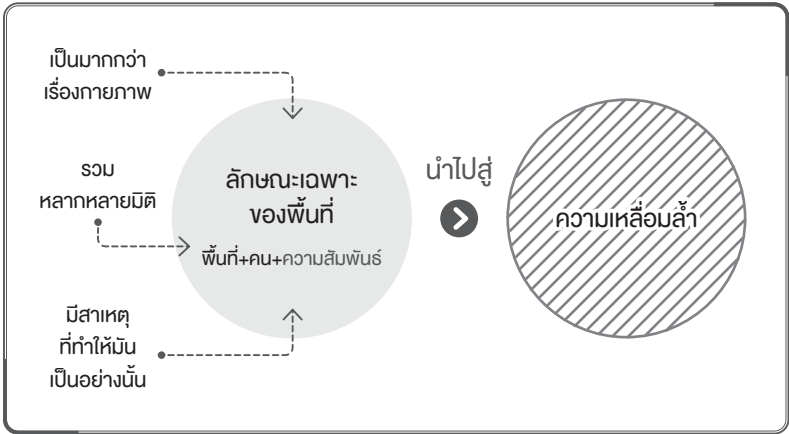 เป็นมากกว่า
เรื่องกายภาพ
รวม
หลากหลายมิติ
มีสาเหตุ
ที่ทำให้มัน
เป็นอย่างนั้น
ลักษณะเฉพาะ
ของพื้นที่
พื้นที่+คน+ความสัมพันธ์
นำไปสู่
ความเหลื่อมล้ำ